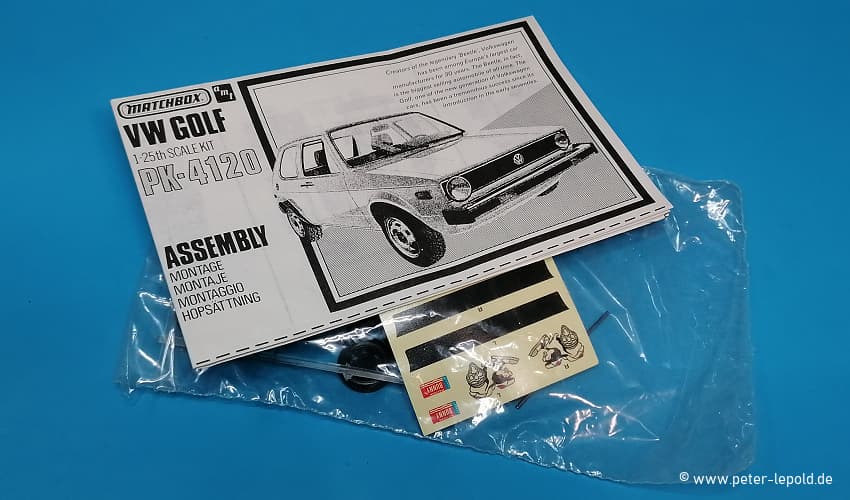 MATCHBOX amt
VW GOLF
1:25th SCALE KIT
PK-4120
ASSEMBLY
MONTAGE
MONTAJE
MONTAGGIO
HOPSATTNING
Creators of the legendary 'Beetle', Volkswagen
has been among Europe's largest car
manufacturers for 30 years. The Beetle, in fact,
is the biggest selling automobile of all time. The
Golf, one of the new generation of Volkswagen
cars, has been a tremendous success since its
introduction in the early seventies.
R
L
R
L
BUNNY
BUNNY
© www.peter-lepold.de